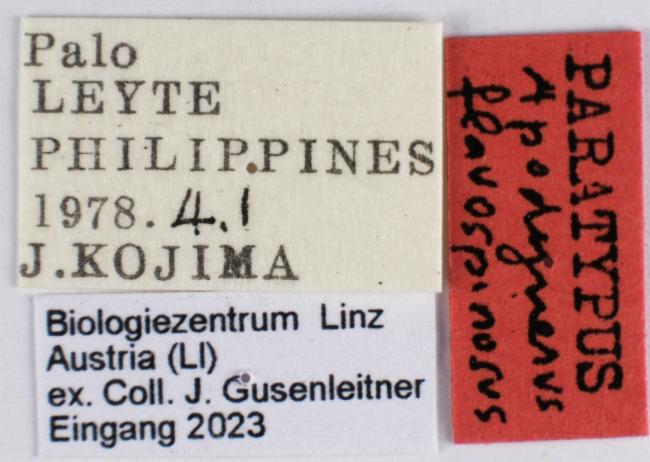 Palo
LEYTE
PHILIPPINES
1978. 4.1
J.KOJIMA
Biologiezentrum Linz
Austria (LI)
ex. Coll. J. Gusenleitner
Eingang 2023
PARATYPUS
Apodynerus
flavospinosus